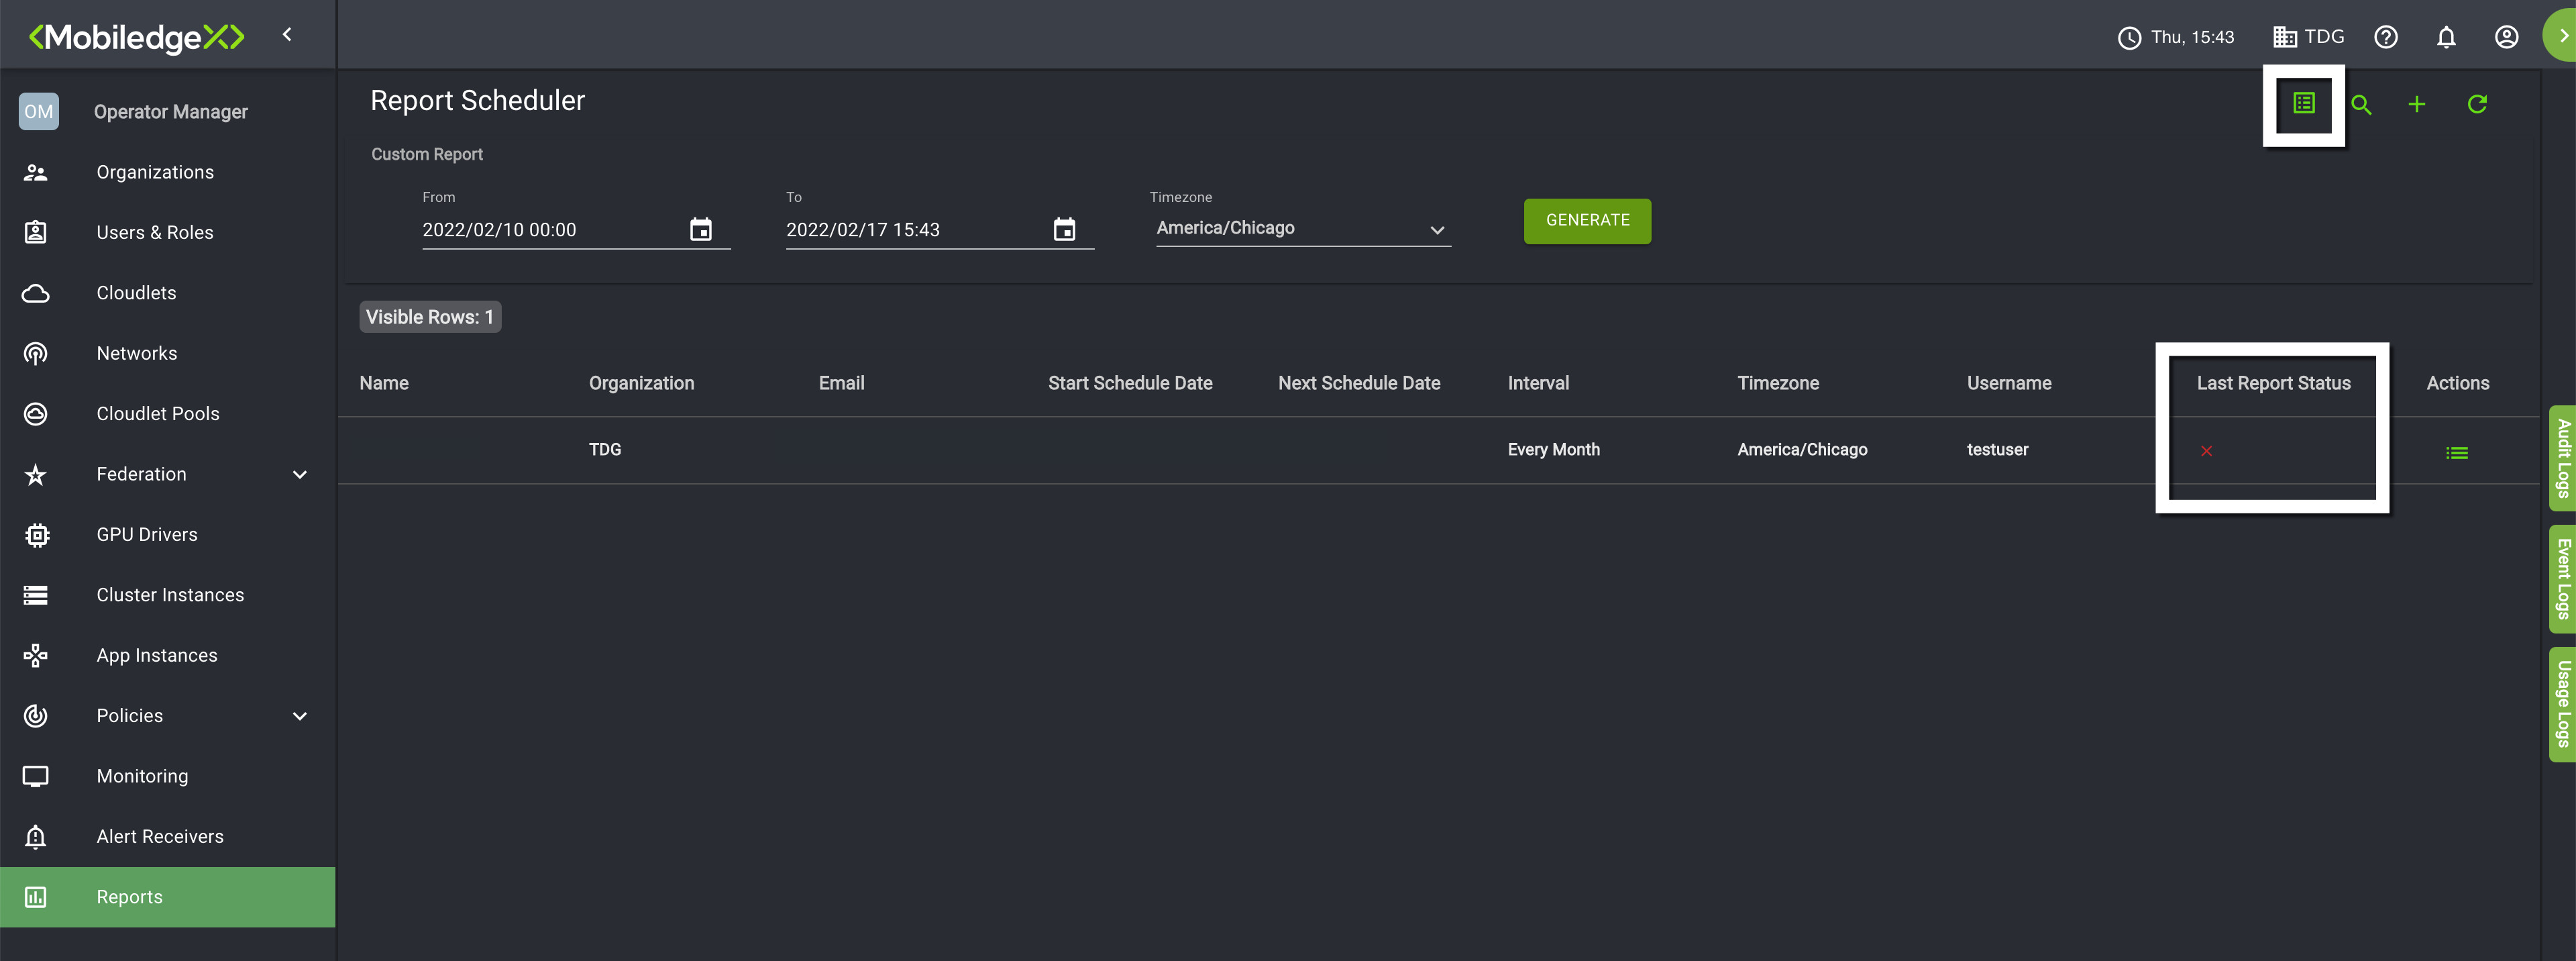 MobiledgeX
Thu, 15:43
TDG
OM
Operator Manager
Organizations
Users & Roles
Cloudlets
Networks
Cloudlet Pools
Federation
GPU Drivers
Cluster Instances
App Instances
Policies
Monitoring
Alert Receivers
Reports
Report Scheduler
Custom Report
From
2022/02/10 00:00
To
2022/02/17 15:43
Timezone
America/Chicago
GENERATE
Visible Rows: 1
Name Organization Email Start Schedule Date Next Schedule Date Interval Timezone Username Last Report Status Actions
TDG Every Month America/Chicago testuser
Audit Logs
Event Logs
Usage Logs